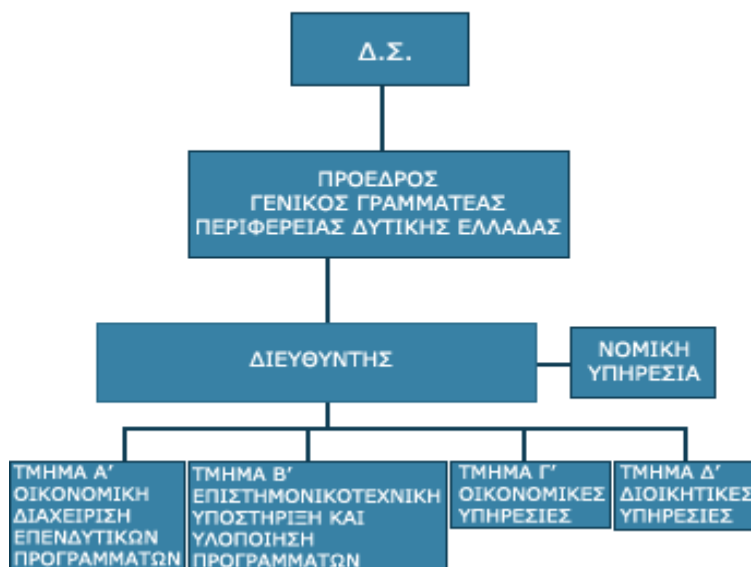 Δ.Σ.
ΠΡΟΕΔΡΟΣ
ΓΕΝΙΚΟΣ ΓΡΑΜΜΑΤΕΑΣ
ΠΕΡΙΦΕΡΕΙΑΣ ΔΥΤΙΚΗΣ ΕΛΛΑΔΑΣ
ΔΙΕΥΘΥΝΤΗΣ
ΝΟΜΙΚΗ
ΥΠΗΡΕΣΙΑ
ΤΜΗΜΑ Α’
ΟΙΚΟΝΟΜΙΚΗ
ΔΙΑΧΕΙΡΙΣΗ
ΕΠΕΝΔΥΤΙΚΩΝ
ΠΡΟΓΡΑΜΜΑΤΩΝ
ΤΜΗΜΑ Β’
ΕΠΙΣΤΗΜΟΝΙΚΟΤΕΧΝΙΚΗ
ΥΠΟΣΤΗΡΙΞΗ ΚΑΙ
ΥΛΟΠΟΙΗΣΗ
ΠΡΟΓΡΑΜΜΑΤΩΝ
ΤΜΗΜΑ Γ’
ΟΙΚΟΝΟΜΙΚΕΣ
ΥΠΗΡΕΣΙΕΣ
ΤΜΗΜΑ Δ’
ΔΙΟΙΚΗΤΙΚΕΣ
ΥΠΗΡΕΣΙΕΣ